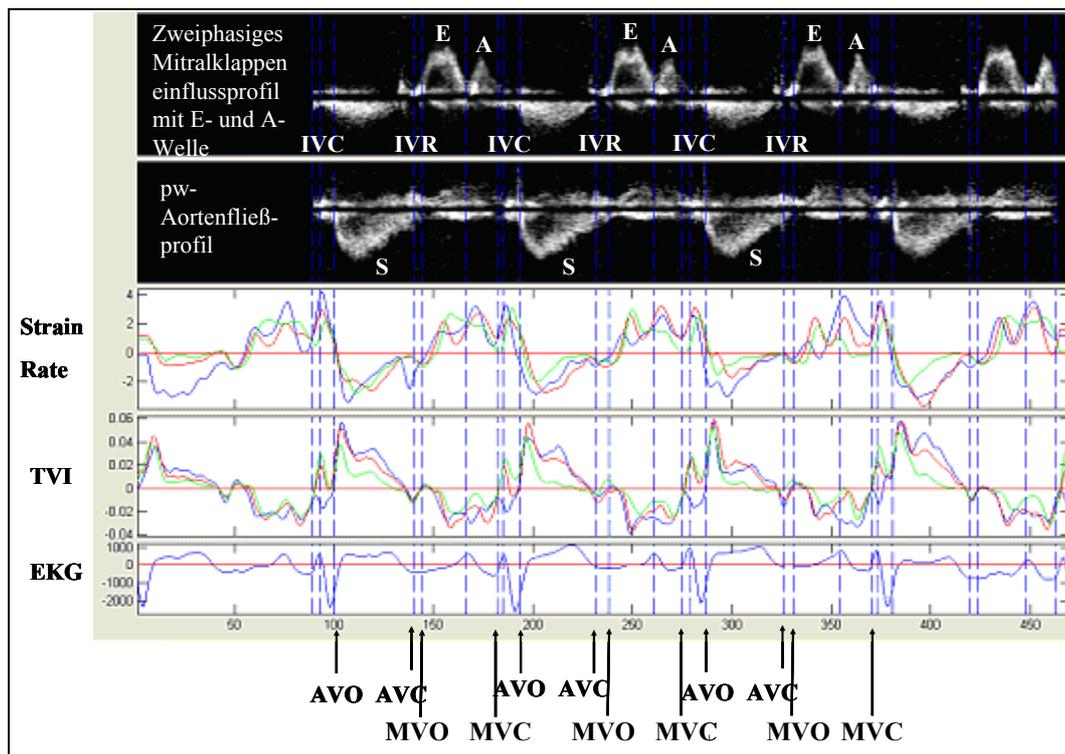 Zweiphasiges
Mitralklappen
einflussprofil
mit E- und A-
Welle
E A E A E A
IVC IVR IVC IVR IVC IVR
pw-
Aortenfließ-
profil
S S S
Strain
Rate
4
2
0
-2
TVI
0.06
0.04
0.02
0
-0.02
-0.04
EKG
1000
0
-1000
-2000
50 100 150 200 250 300 350 400 450
AVO AVC AVO AVC AVO AVC
MVO MVC MVO MVC MVO MVC